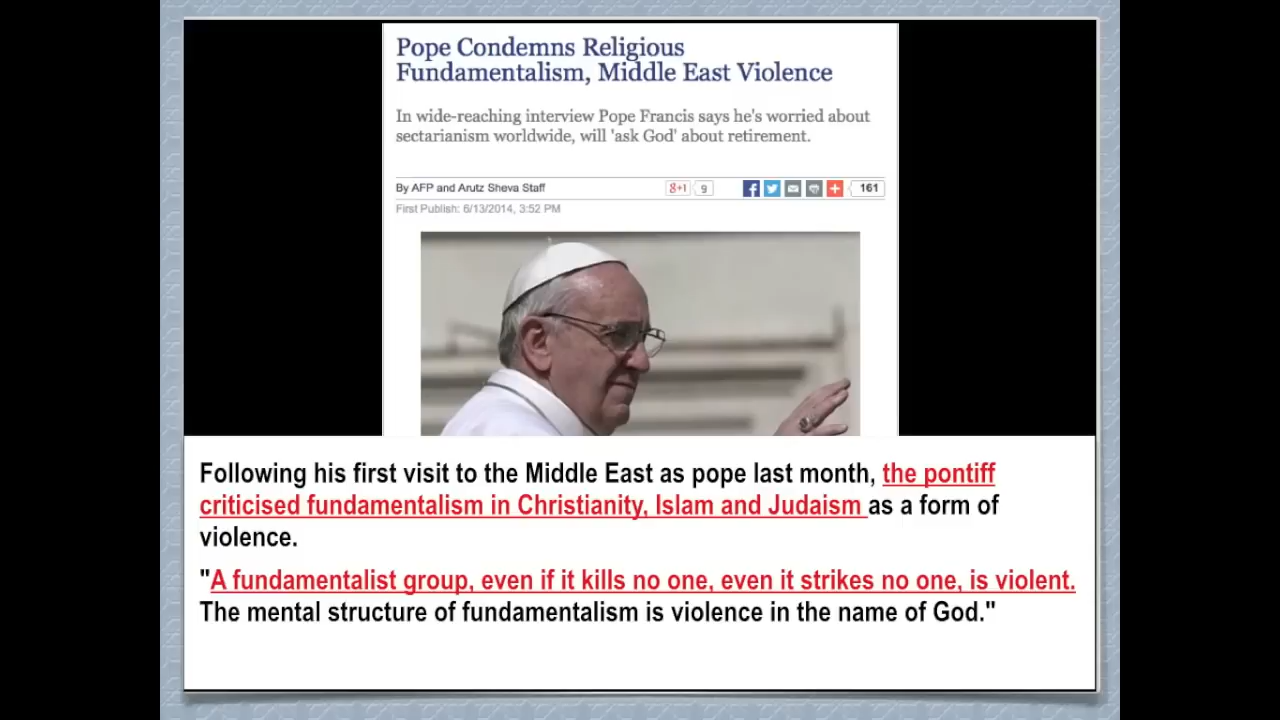 Pope Condemns Religious
Fundamentalism, Middle East Violence
In wide-reaching interview Pope Francis says he's worried about
sectarianism worldwide, will 'ask God' about retirement.
By AFP and Arutz Sheva Staff
8+1 9
161
First Publish: 6/13/2014, 3:52 PM
Following his first visit to the Middle East as pope last month, the pontiff
criticised fundamentalism in Christianity, Islam and Judaism as a form of
violence.
"A fundamentalist group, even if it kills no one, even it strikes no one, is violent.
The mental structure of fundamentalism is violence in the name of God."